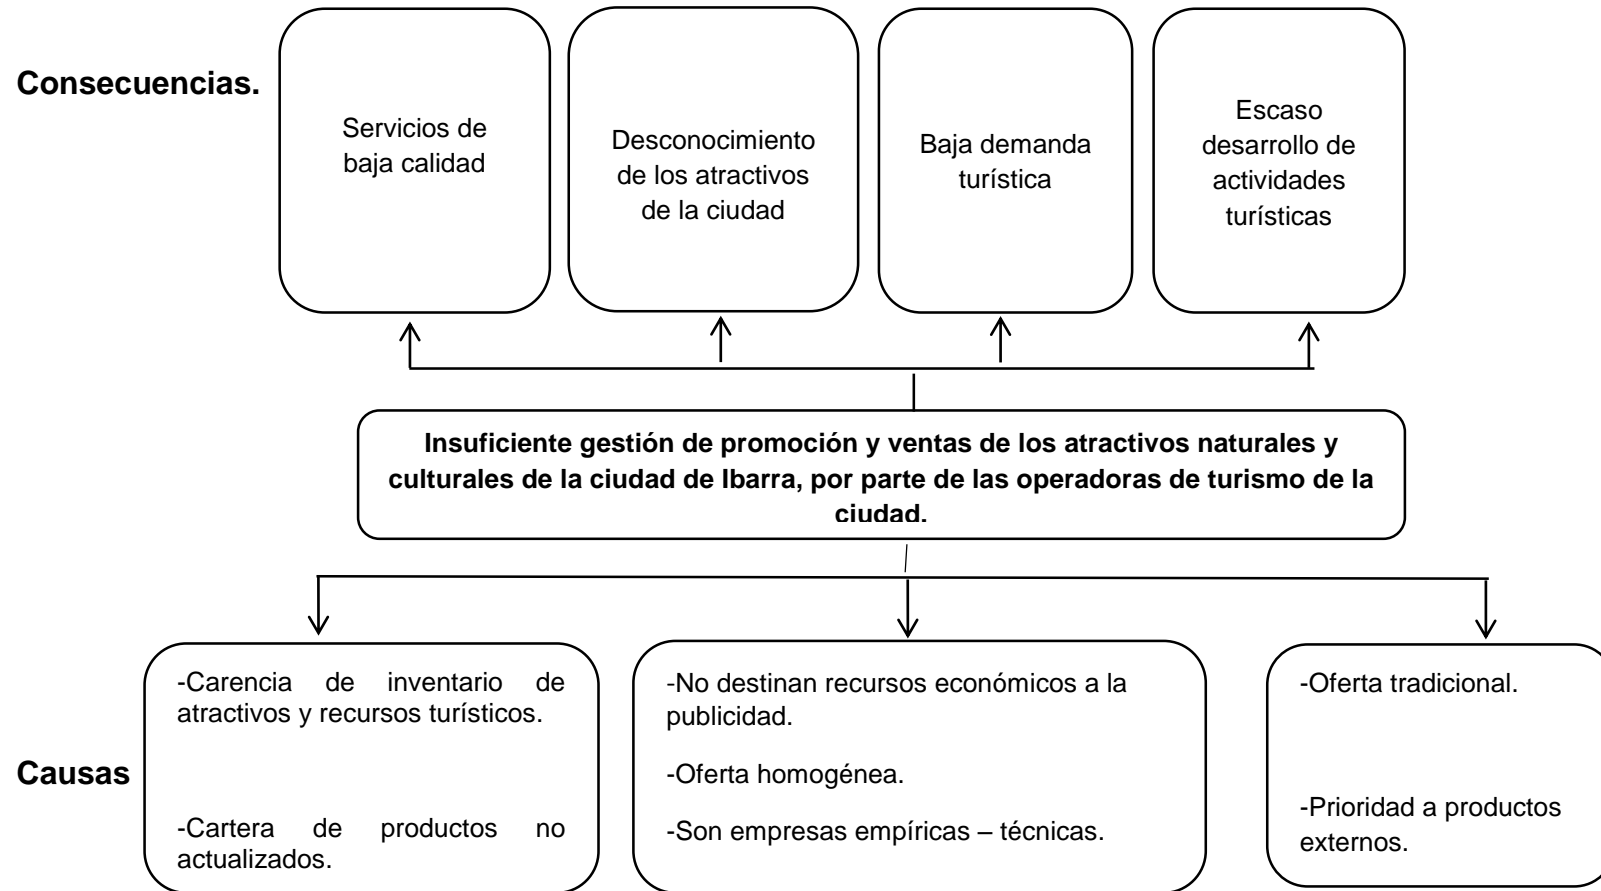 Consecuencias.
Servicios de
baja calidad
Desconocimiento
de los atractivos
de la ciudad
Baja demanda
turística
Escaso
desarrollo de
actividades
turísticas
Insuficiente gestión de promoción y ventas de los atractivos naturales y
culturales de la ciudad de Ibarra, por parte de las operadoras de turismo de la
ciudad.
Causas
-Carencia de inventario de
atractivos y recursos turísticos.
-Cartera de productos no
actualizados.
-No destinan recursos económicos a la
publicidad.
-Oferta homogénea.
-Son empresas empíricas – técnicas.
-Oferta tradicional.
-Prioridad a productos
externos.